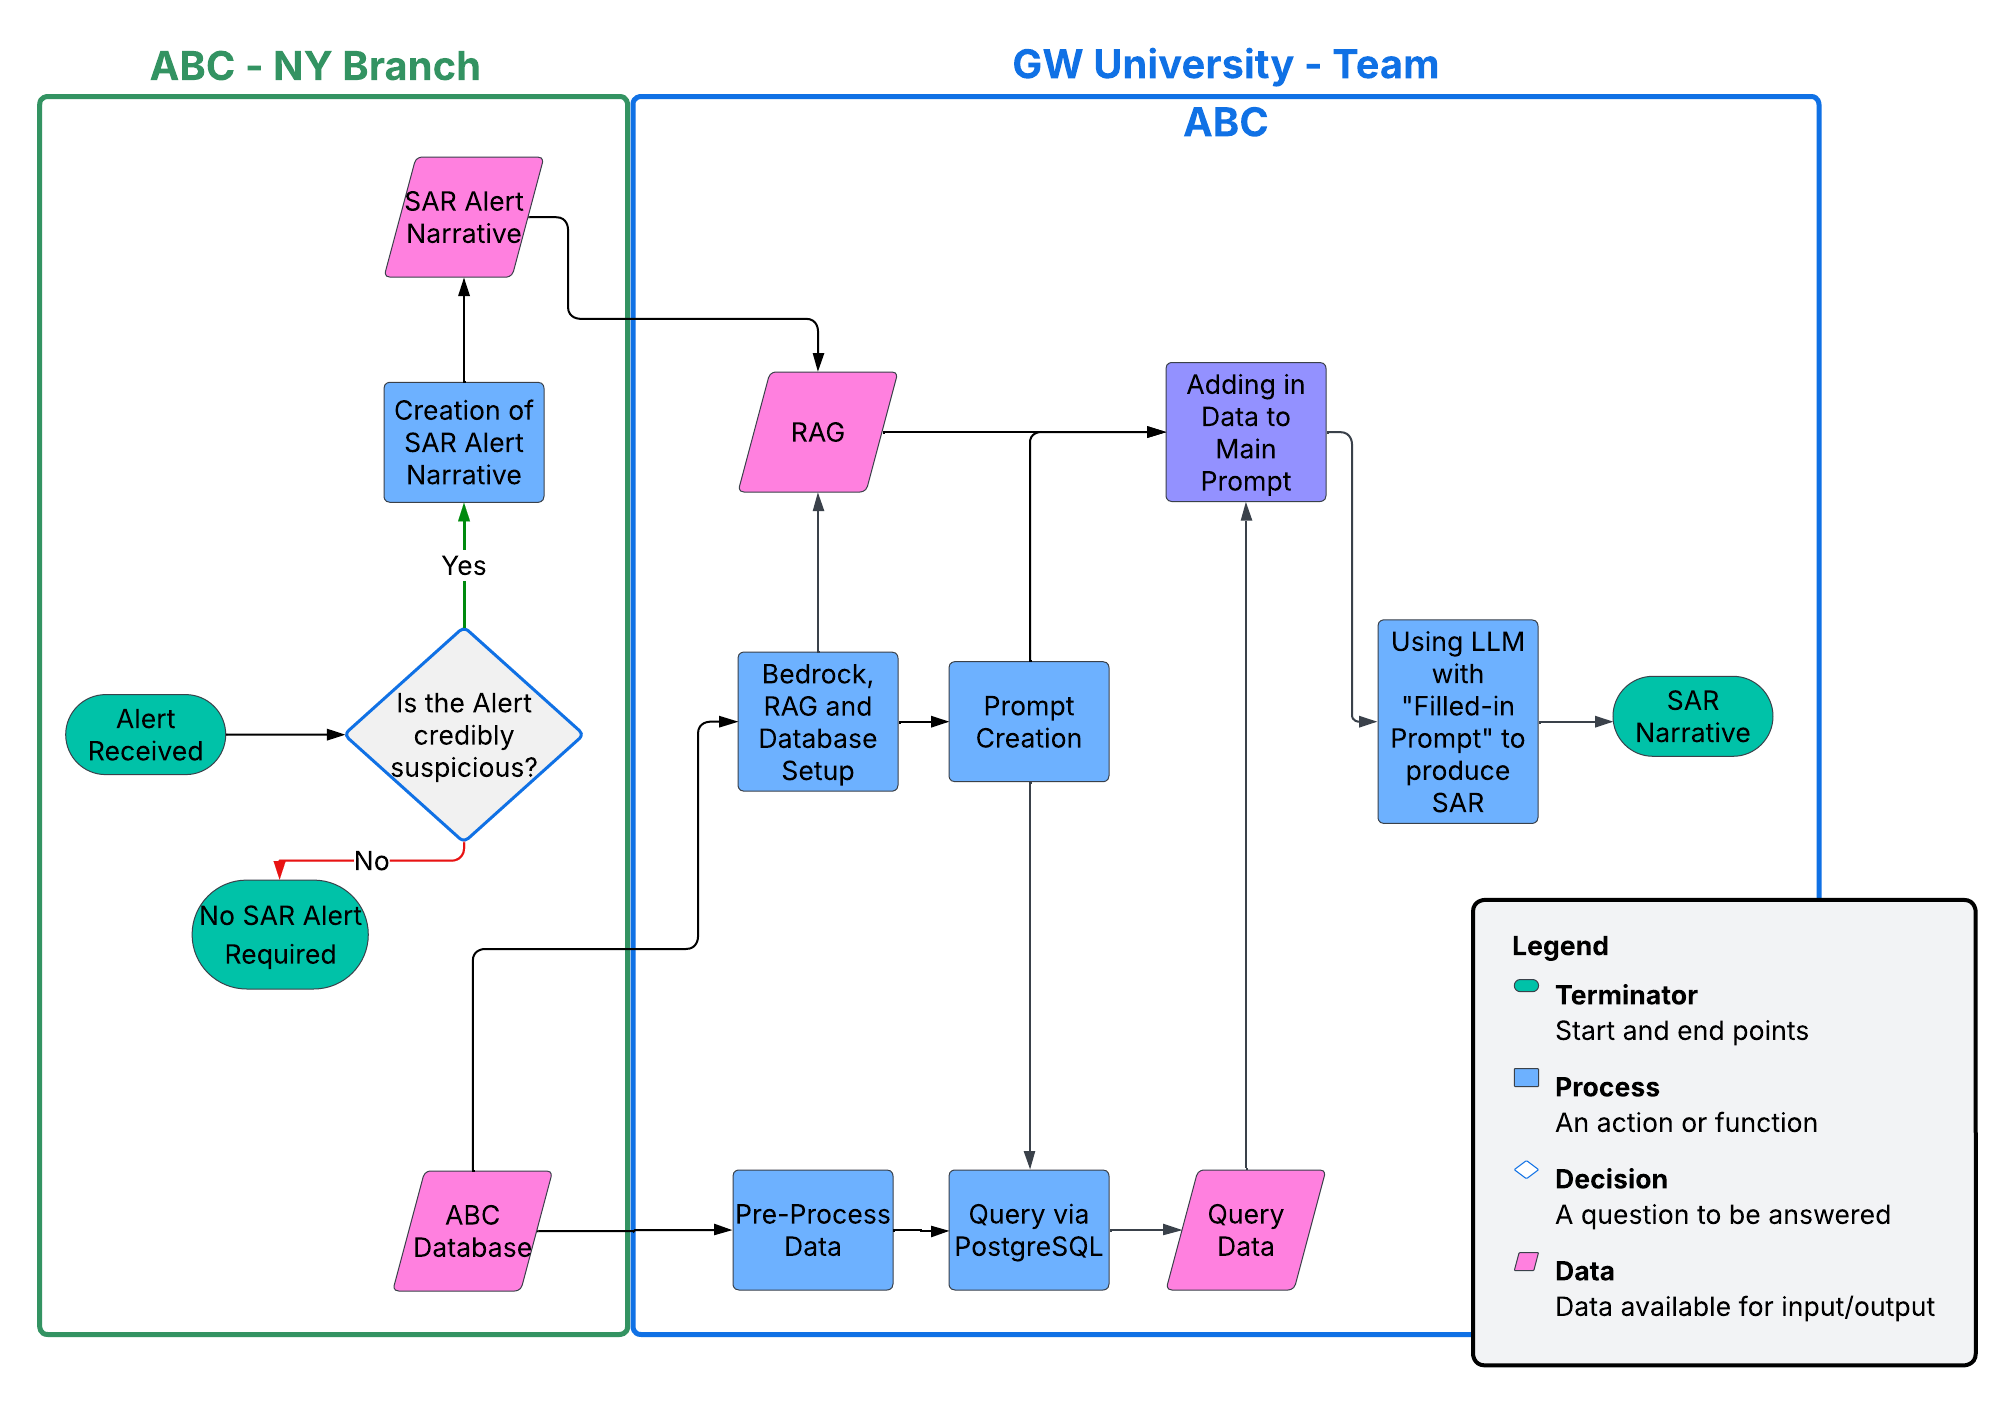 ABC - NY Branch
GW University - Team
ABC
SAR Alert
Narrative
Creation of
SAR Alert
Narrative
Yes
Is the Alert
credibly
suspicious?
Alert
Received
No
No SAR Alert
Required
ABC
Database
RAG
Adding in
Data to
Main
Prompt
Bedrock,
RAG and
Database
Setup
Prompt
Creation
Using LLM
with
"Filled-in
Prompt" to
produce
SAR
SAR
Narrative
Pre-Process
Data
Query via
PostgreSQL
Query
Data
Legend
Terminator
Start and end points
Process
An action or function
Decision
A question to be answered
Data
Data available for input/output